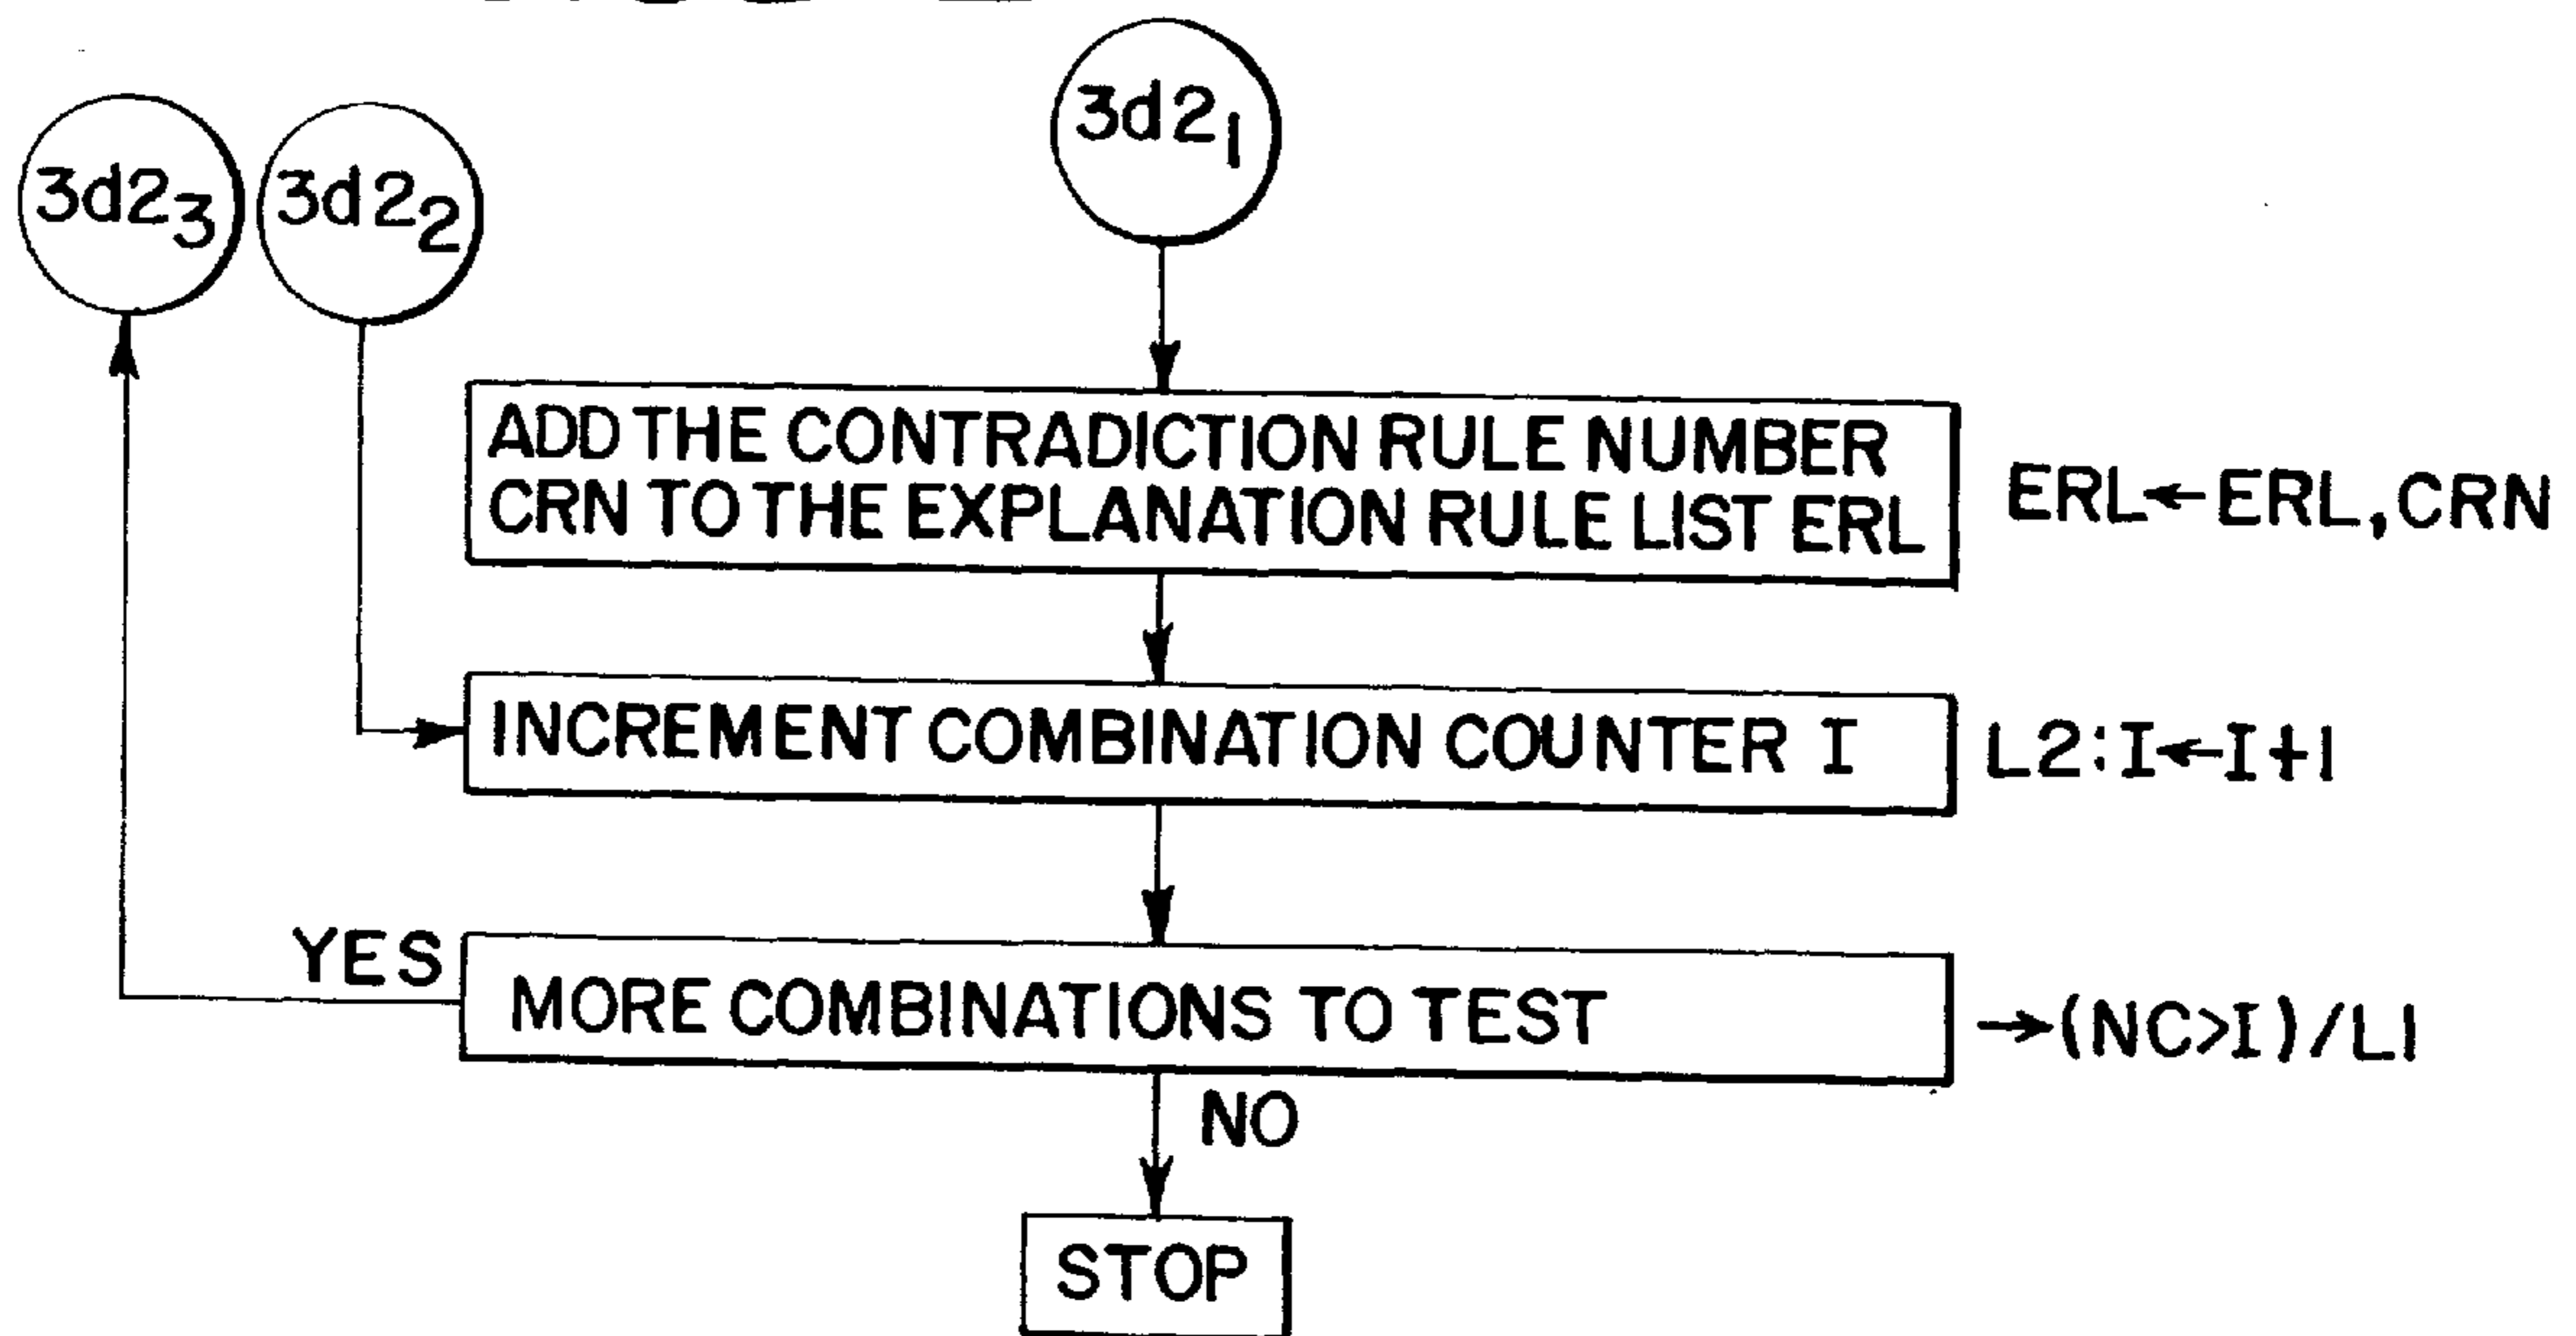 3d2₁
3d2₃
3d2₂
ADD THE CONTRADICTION RULE NUMBER
CRN TO THE EXPLANATION RULE LIST ERL
ERL←ERL,CRN
INCREMENT COMBINATION COUNTER I
L2:I←I+1
YES
MORE COMBINATIONS TO TEST
→(NC>I)/L1
NO
STOP